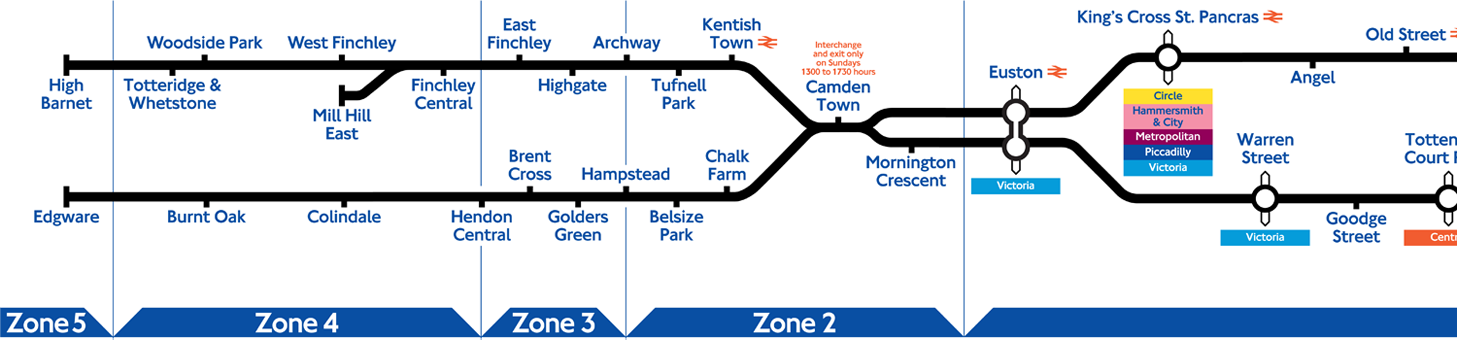 Woodside Park
West Finchley
East
Finchley
Archway
Kentish
Town
High
Barnet
Totteridge &
Whetstone
Mill Hill
East
Finchley
Central
Highgate
Tufnell
Park
Interchange
and exit only
on Sundays
1300 to 1730 hours
Camden
Town
Euston
King's Cross St. Pancras
Old Street
Angel
Circle
Hammersmith
& City
Metropolitan
Piccadilly
Victoria
Mornington
Crescent
Victoria
Warren
Street
Totten
Court
Brent
Cross
Hampstead
Chalk
Farm
Edgware
Burnt Oak
Colindale
Hendon
Central
Golders
Green
Belsize
Park
Victoria
Goodge
Street
Centr
Zone 5
Zone 4
Zone 3
Zone 2